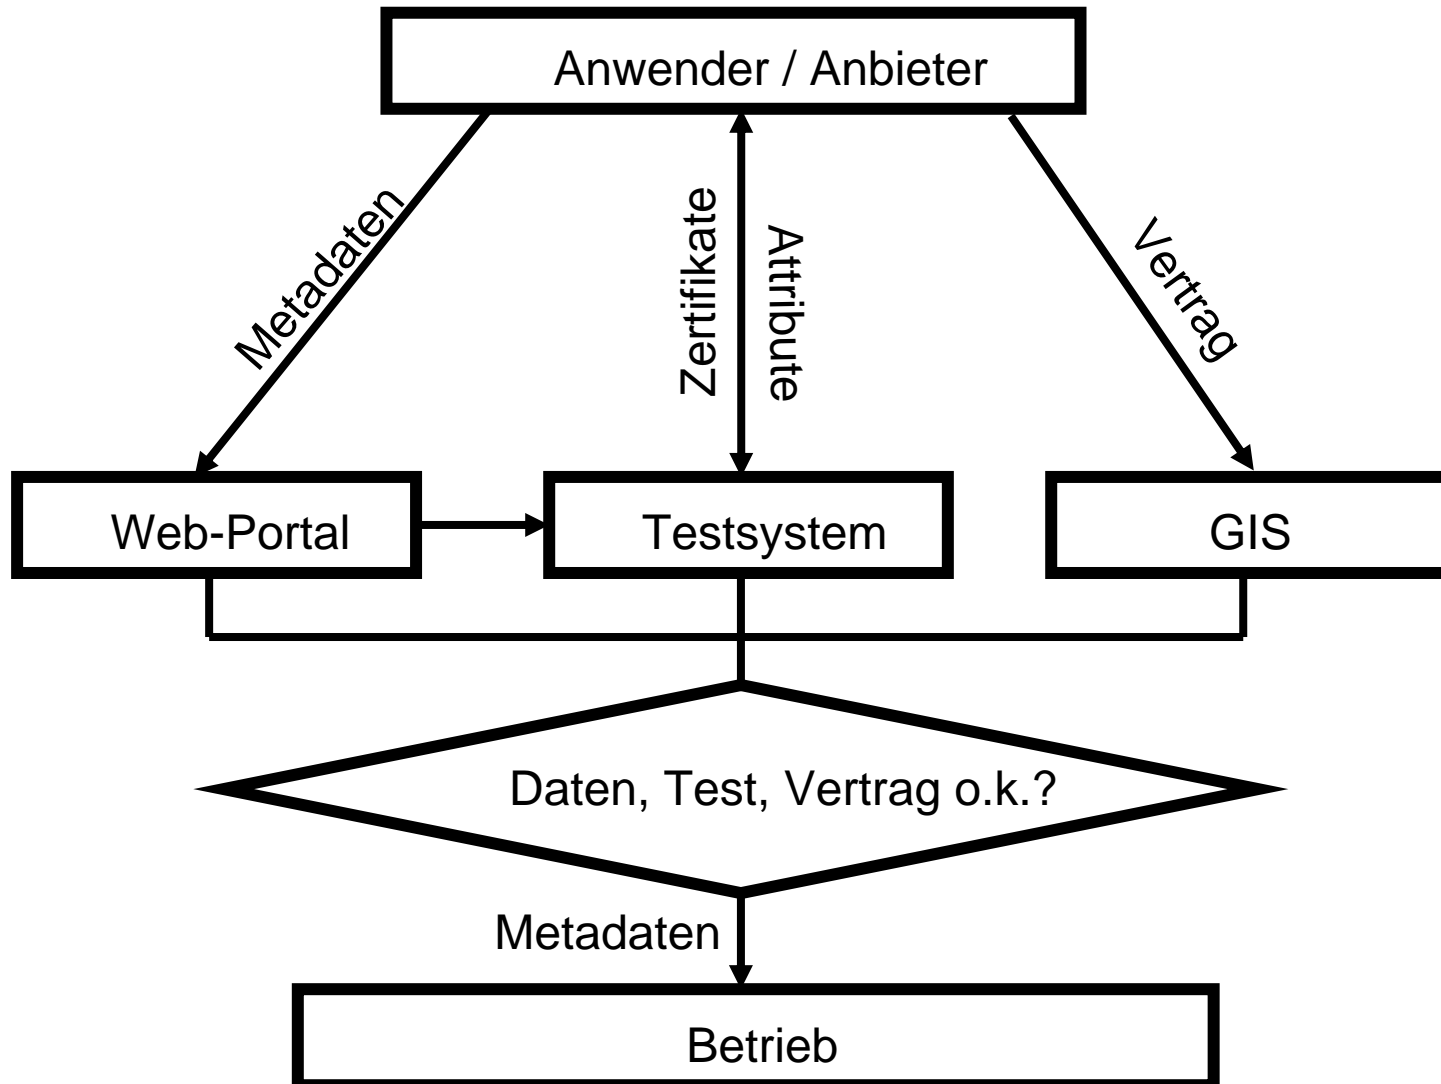 Anwender / Anbieter
Metadaten
Zertifikate
Attribute
Vertrag
Web-Portal
Testsystem
GIS
Daten, Test, Vertrag o.k.?
Metadaten
Betrieb